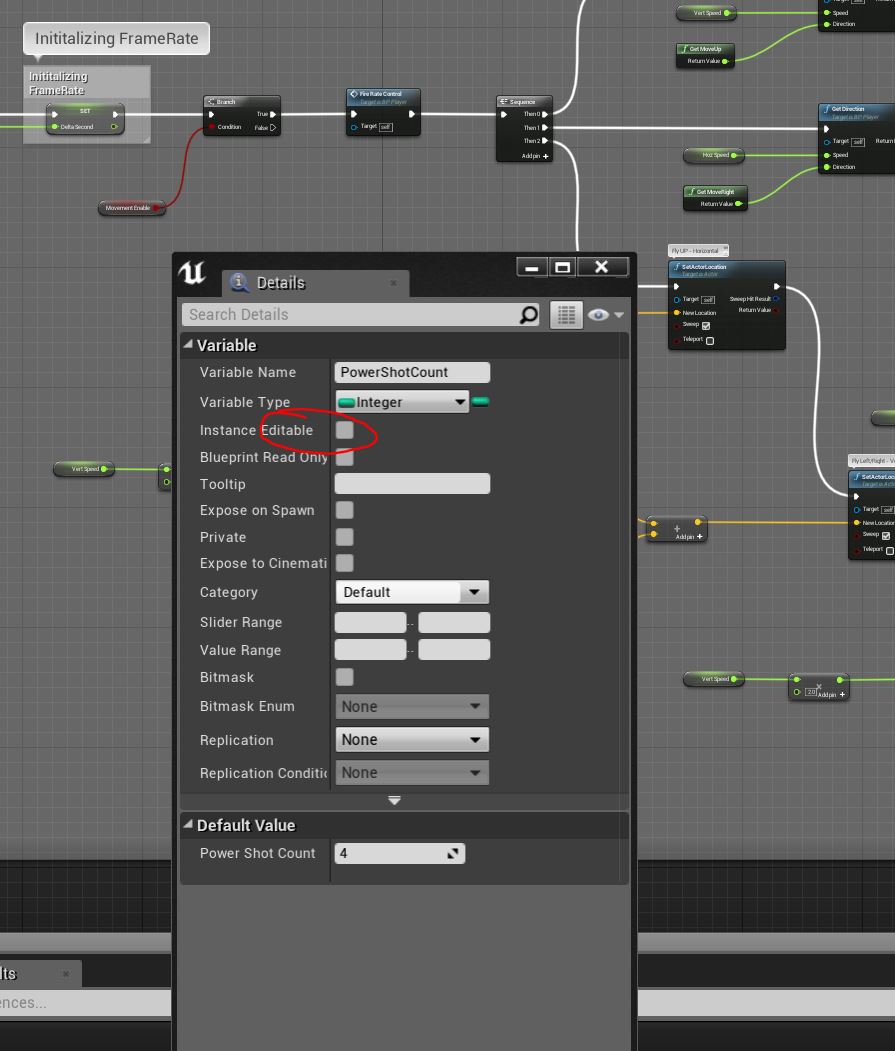 Inititalizing FrameRate
Inititalizing
FrameRate
SET
Delta Second
Branch
True
Condition
False
Movement Enable
Fire Rate Control
Target is BP Player
Target self
Sequence
Then 0
Then 1
Then 2
Add pin +
Vert Speed
Speed
Direction
Get MoveUp
Return Value
Get Direction
Target is BP Player
Target self
Return
Speed
Direction
Hoz Speed
Get MoveRight
Return Value
Fly UP - Horizontal
SetActorLocation
Target is Actor
Target self
Sweep Hit Result
New Location
Return Value
Sweep
Teleport
Details
Search Details
Variable
Variable Name PowerShotCount
Variable Type Integer
Instance Editable
Blueprint Read Only
Tooltip
Expose on Spawn
Private
Expose to Cinemati
Category Default
Slider Range
Value Range
Bitmask
Bitmask Enum None
Replication None
Replication Conditic None
Default Value
Power Shot Count 4
Vert Speed
Fly Left/Right - V
SetActorLoc
Target is Act
Target self
New Location
Sweep
Teleport
+
Add pin +
Vert Speed
2.0
Add pin +
lts
ences...